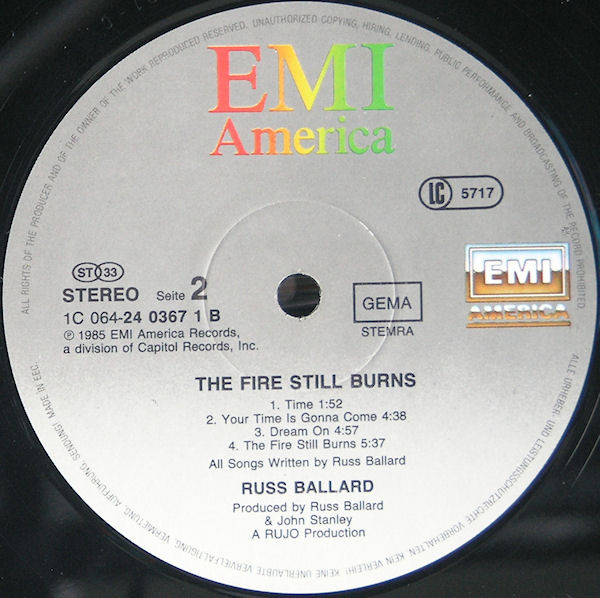 ALL RIGHTS OF THE PRODUCER AND OF THE OWNER OF THE WORK REPRODUCED RESERVED. UNAUTHORIZED COPYING, HIRING, LENDING, PUBLIC PERFORMANCE AND BROADCASTING OF THE RECORD PROHIBITED
EMI
America
LC 5717
EMI
AMERICA
ST 33
STEREO Seite 2
1C 064-24 0367 1 B
℗ 1985 EMI America Records,
a division of Capitol Records, Inc.
GEMA
STEMRA
THE FIRE STILL BURNS
1. Time 1:52
2. Your Time Is Gonna Come 4:38
3. Dream On 4:57
4. The Fire Still Burns 5:37
All Songs Written by Russ Ballard
RUSS BALLARD
Produced by Russ Ballard
& John Stanley
A RUJO Production
ALLE URHEBER- UND LEISTUNGSSCHUTZRECHTE VORBEHALTEN KEIN VERLEIH! KEINE UNERLAUBTE VERVIELFÄLTIGUNG, VERMIETUNG, AUFFÜHRUNG, SENDUNG! MADE IN EEC.